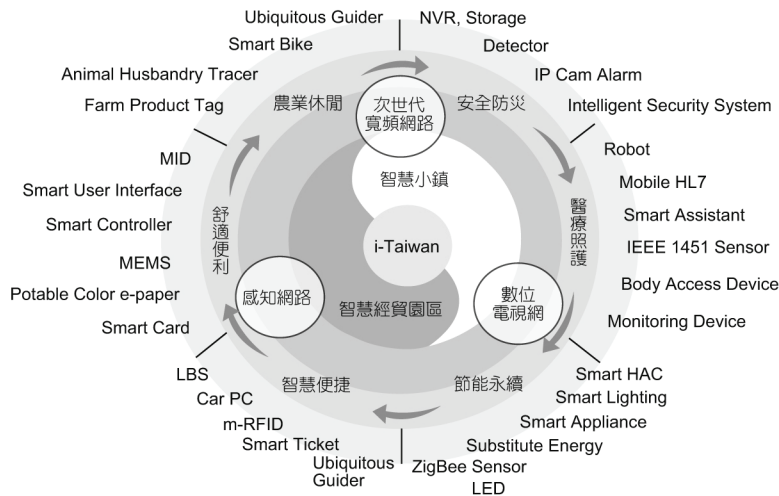 Ubiquitous Guider
Smart Bike
Animal Husbandry Tracer
Farm Product Tag
NVR, Storage
Detector
IP Cam Alarm
Intelligent Security System
Robot
Mobile HL7
Smart Assistant
IEEE 1451 Sensor
Body Access Device
Monitoring Device
Smart HAC
Smart Lighting
Smart Appliance
Substitute Energy
ZigBee Sensor
LED
Ubiquitous
Guider
Smart Ticket
m-RFID
Car PC
LBS
Smart Card
Potable Color e-paper
MEMS
Smart Controller
Smart User Interface
MID
農業休閒
安全防災
醫療照護
節能永續
智慧便捷
舒適便利
次世代
寬頻網路
數位
電視網
感知網路
智慧小鎮
i-Taiwan
智慧經貿園區